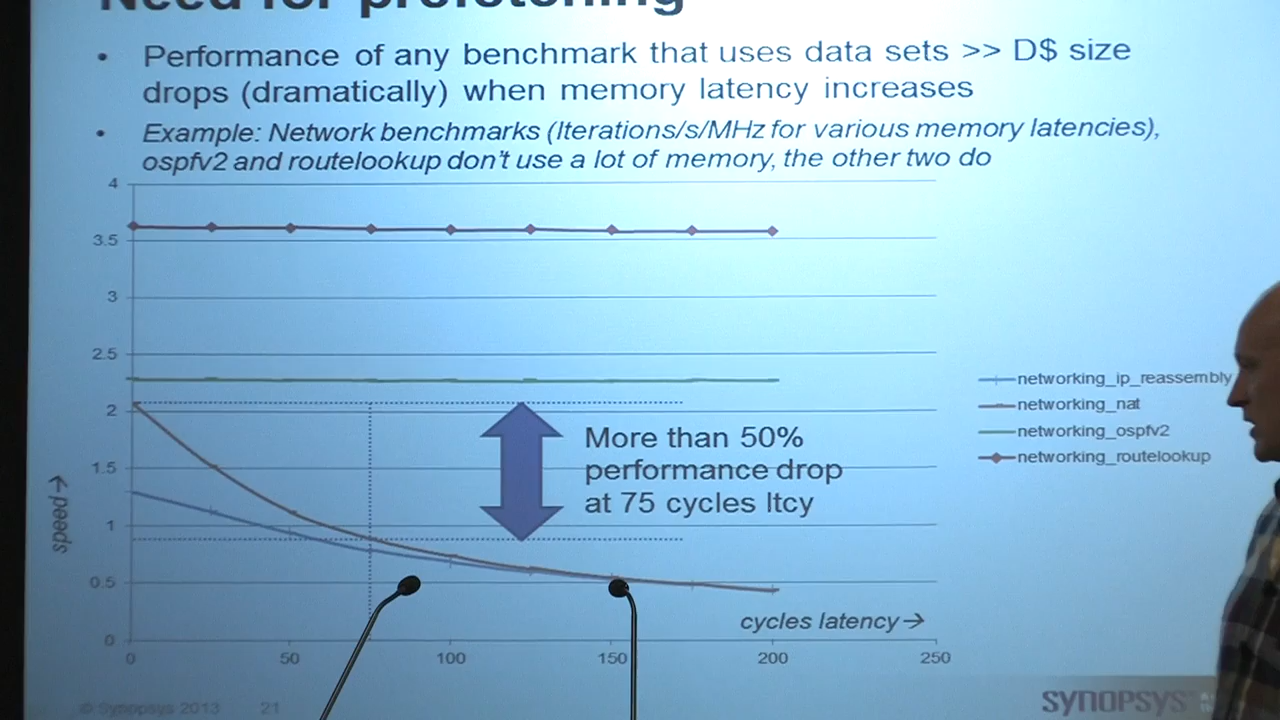 Need for prefetching
• Performance of any benchmark that uses data sets >> D$ size
drops (dramatically) when memory latency increases
• Example: Network benchmarks (Iterations/s/MHz for various memory latencies),
ospfv2 and routelookup don't use a lot of memory, the other two do
4
3.5
3
2.5
2
1.5
1
0.5
0
speed→
More than 50%
performance drop
at 75 cycles ltcy
networking_ip_reassembly
networking_nat
networking_ospfv2
networking_routelookup
cycles latency→
0 50 100 150 200 250
© Synopsys 2013 21
SYNOPSYS